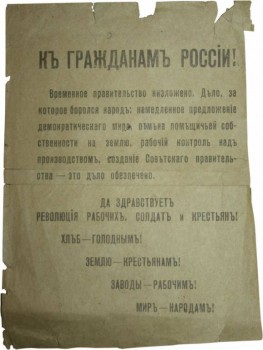 КЪ ГРАЖДАНАМЪ РОССІИ!
Временное правительство низложено. Дѣло, за
которое боролся народъ: немедленное предложеніе
демократическаго мира, отмѣна помѣщичьей соб-
ственности на землю, рабочій контроль надъ
производствомъ, созданіе Совѣтскаго правитель-
ства — это дѣло обезпечено.
ДА ЗДРАВСТВУЕТЪ
РЕВОЛЮЦІЯ РАБОЧИХЪ, СОЛДАТЪ И КРЕСТЬЯНЪ!
ХЛѢБЪ—ГОЛОДНЫМЪ!
ЗЕМЛЮ—КРЕСТЬЯНАМЪ!
ЗАВОДЫ—РАБОЧИМЪ!
МИРЪ—НАРОДАМЪ!